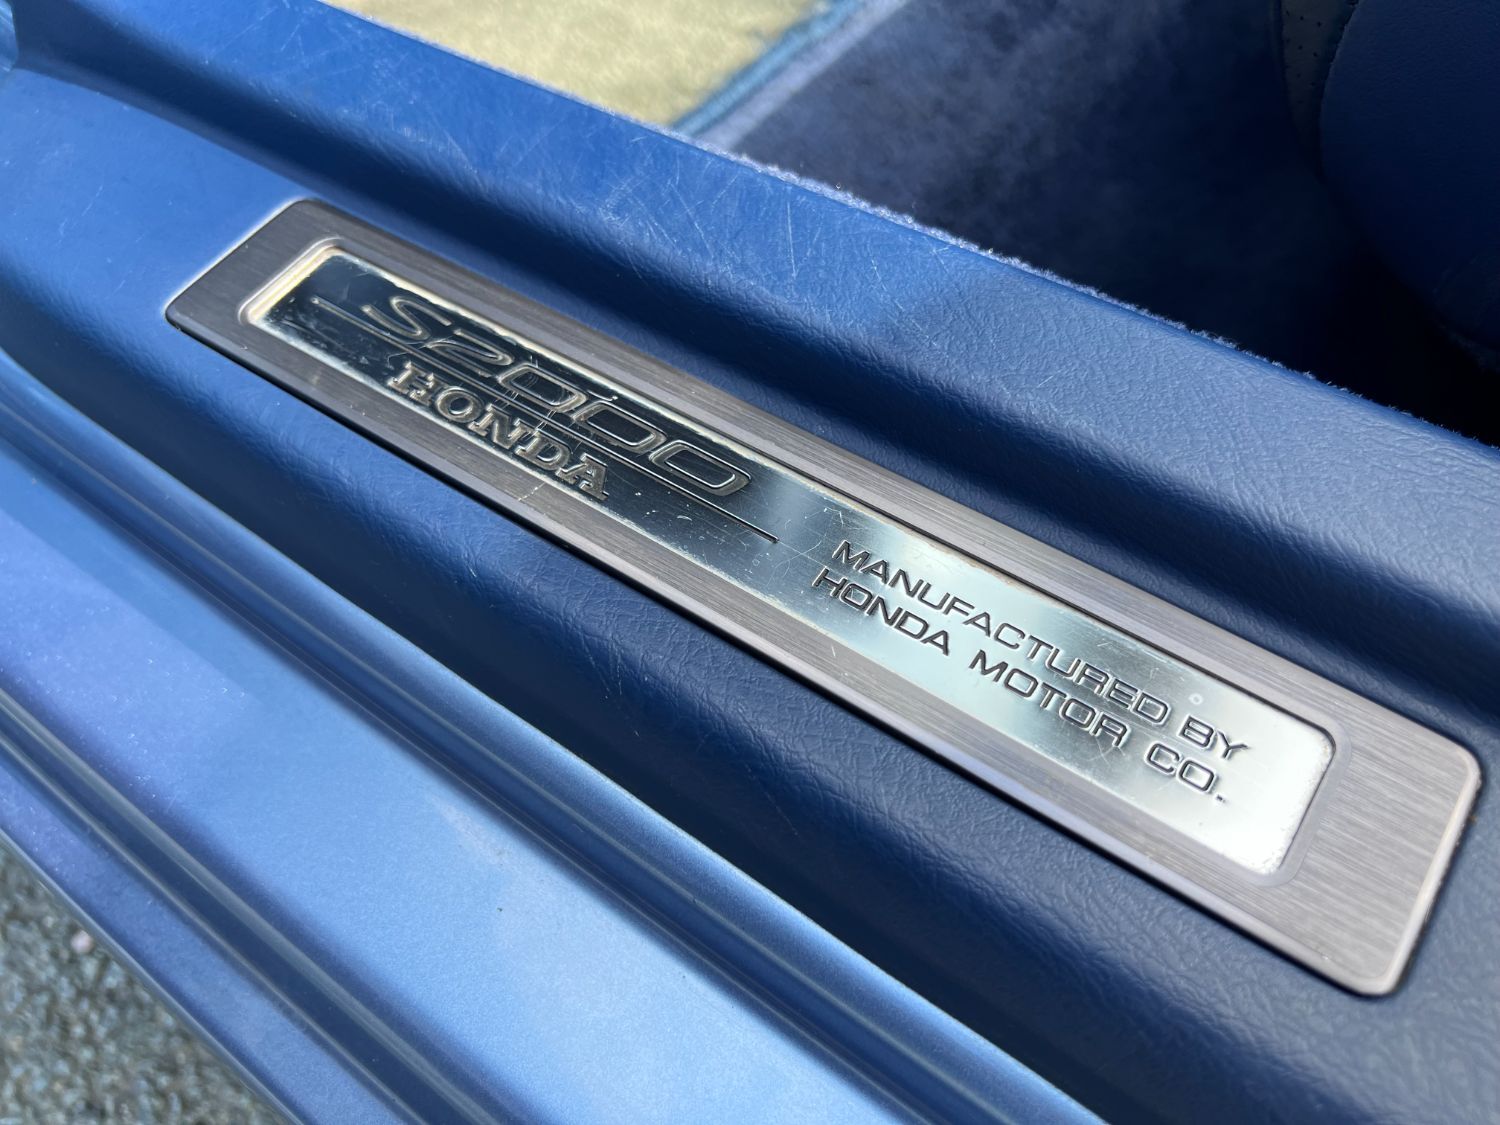 S2000
HONDA
MANUFACTURED BY
HONDA MOTOR CO.